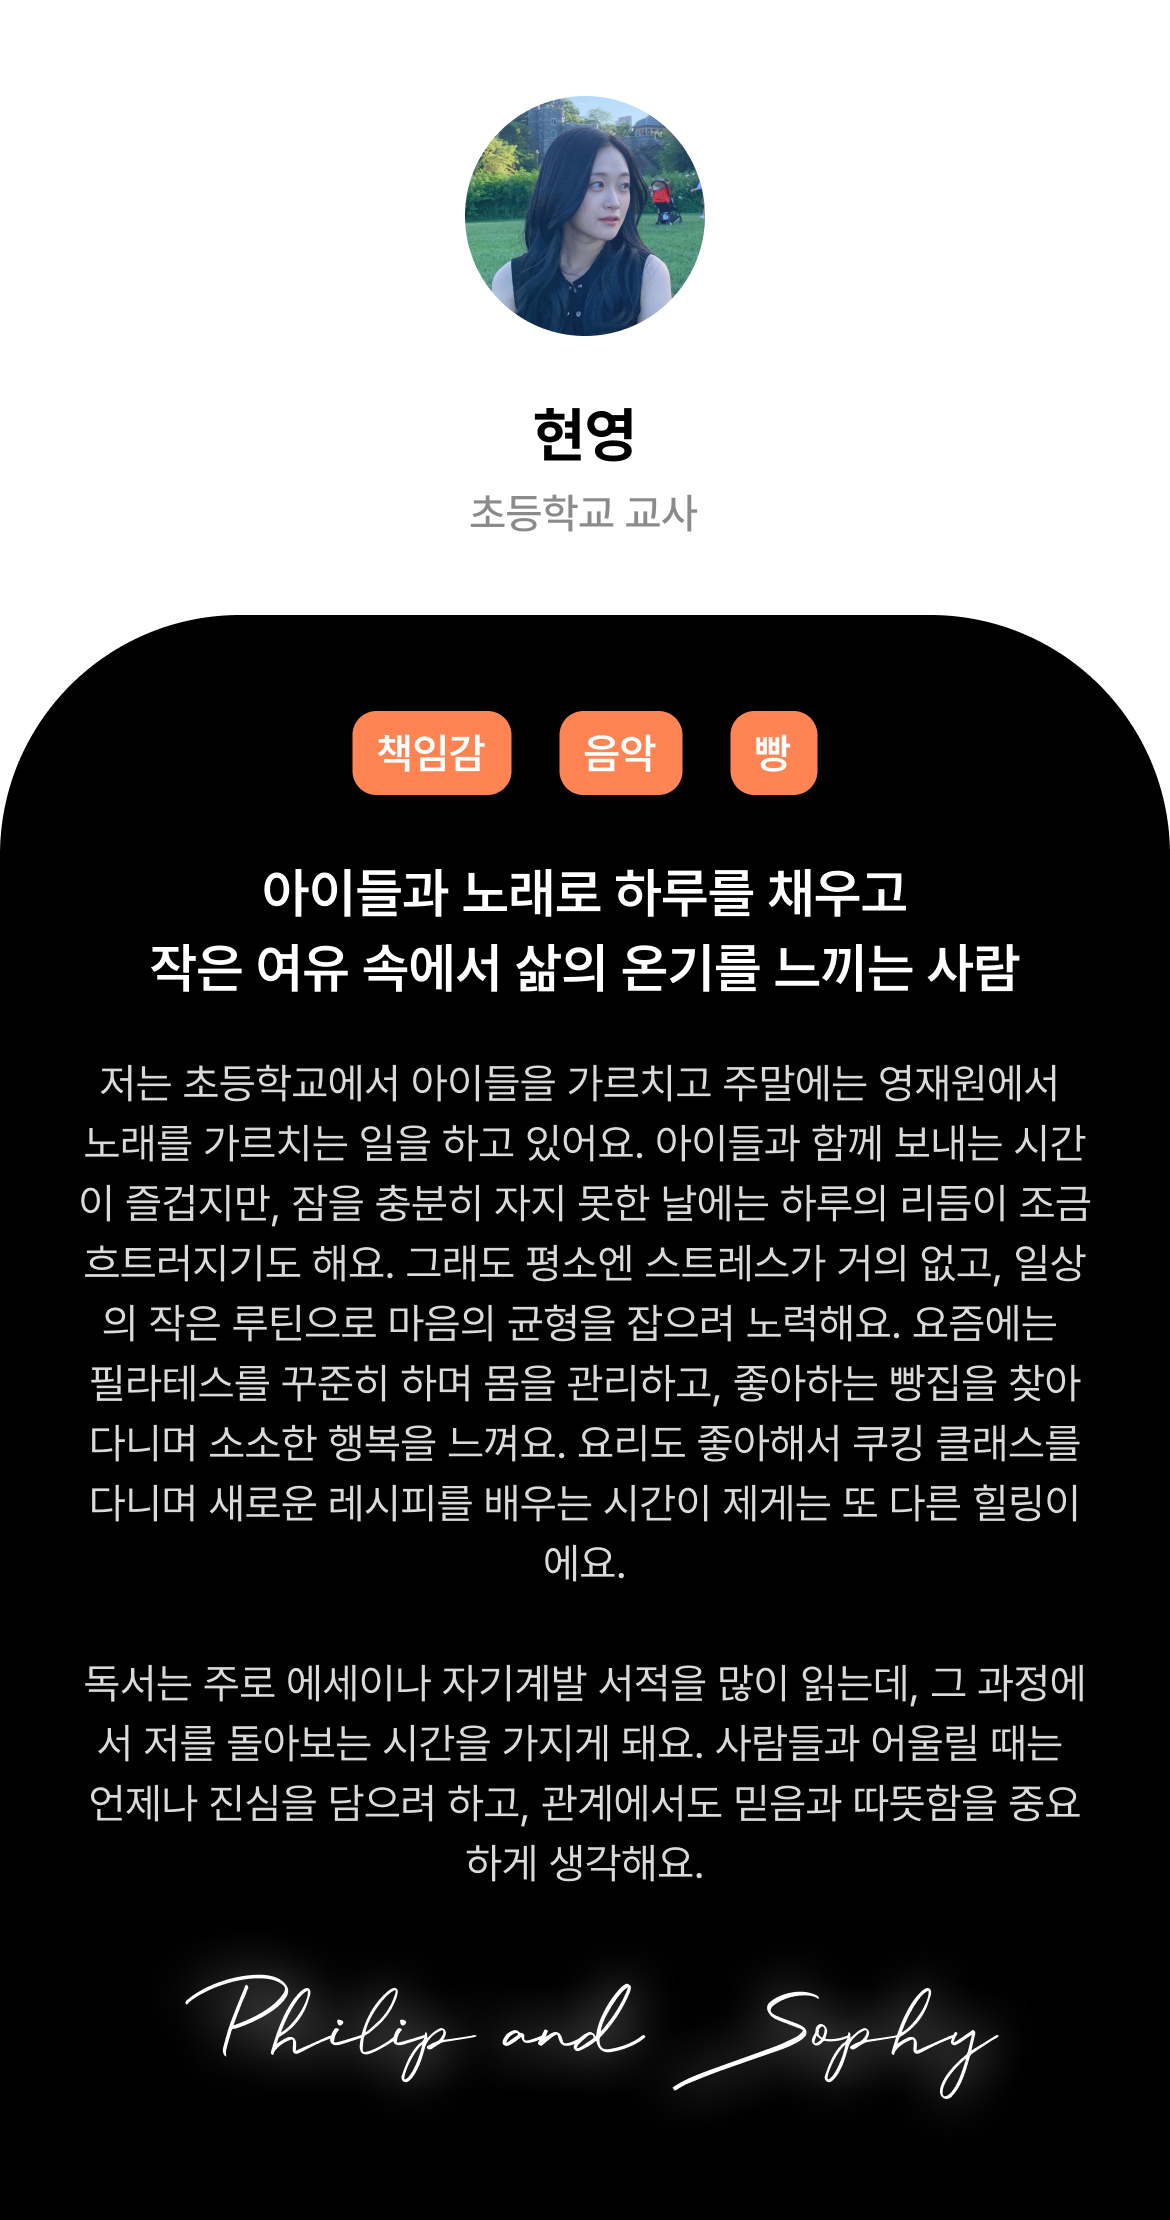 현영
초등학교 교사
책임감 음악 빵
아이들과 노래로 하루를 채우고
작은 여유 속에서 삶의 온기를 느끼는 사람
저는 초등학교에서 아이들을 가르치고 주말에는 영재원에서
노래를 가르치는 일을 하고 있어요. 아이들과 함께 보내는 시간
이 즐겁지만, 잠을 충분히 자지 못한 날에는 하루의 리듬이 조금
흐트러지기도 해요. 그래도 평소엔 스트레스가 거의 없고, 일상
의 작은 루틴으로 마음의 균형을 잡으려 노력해요. 요즘에는
필라테스를 꾸준히 하며 몸을 관리하고, 좋아하는 빵집을 찾아
다니며 소소한 행복을 느껴요. 요리도 좋아해서 쿠킹 클래스를
다니며 새로운 레시피를 배우는 시간이 제게는 또 다른 힐링이
에요.
독서는 주로 에세이나 자기계발 서적을 많이 읽는데, 그 과정에
서 저를 돌아보는 시간을 가지게 돼요. 사람들과 어울릴 때는
언제나 진심을 담으려 하고, 관계에서도 믿음과 따뜻함을 중요
하게 생각해요.
Philip and Sophy